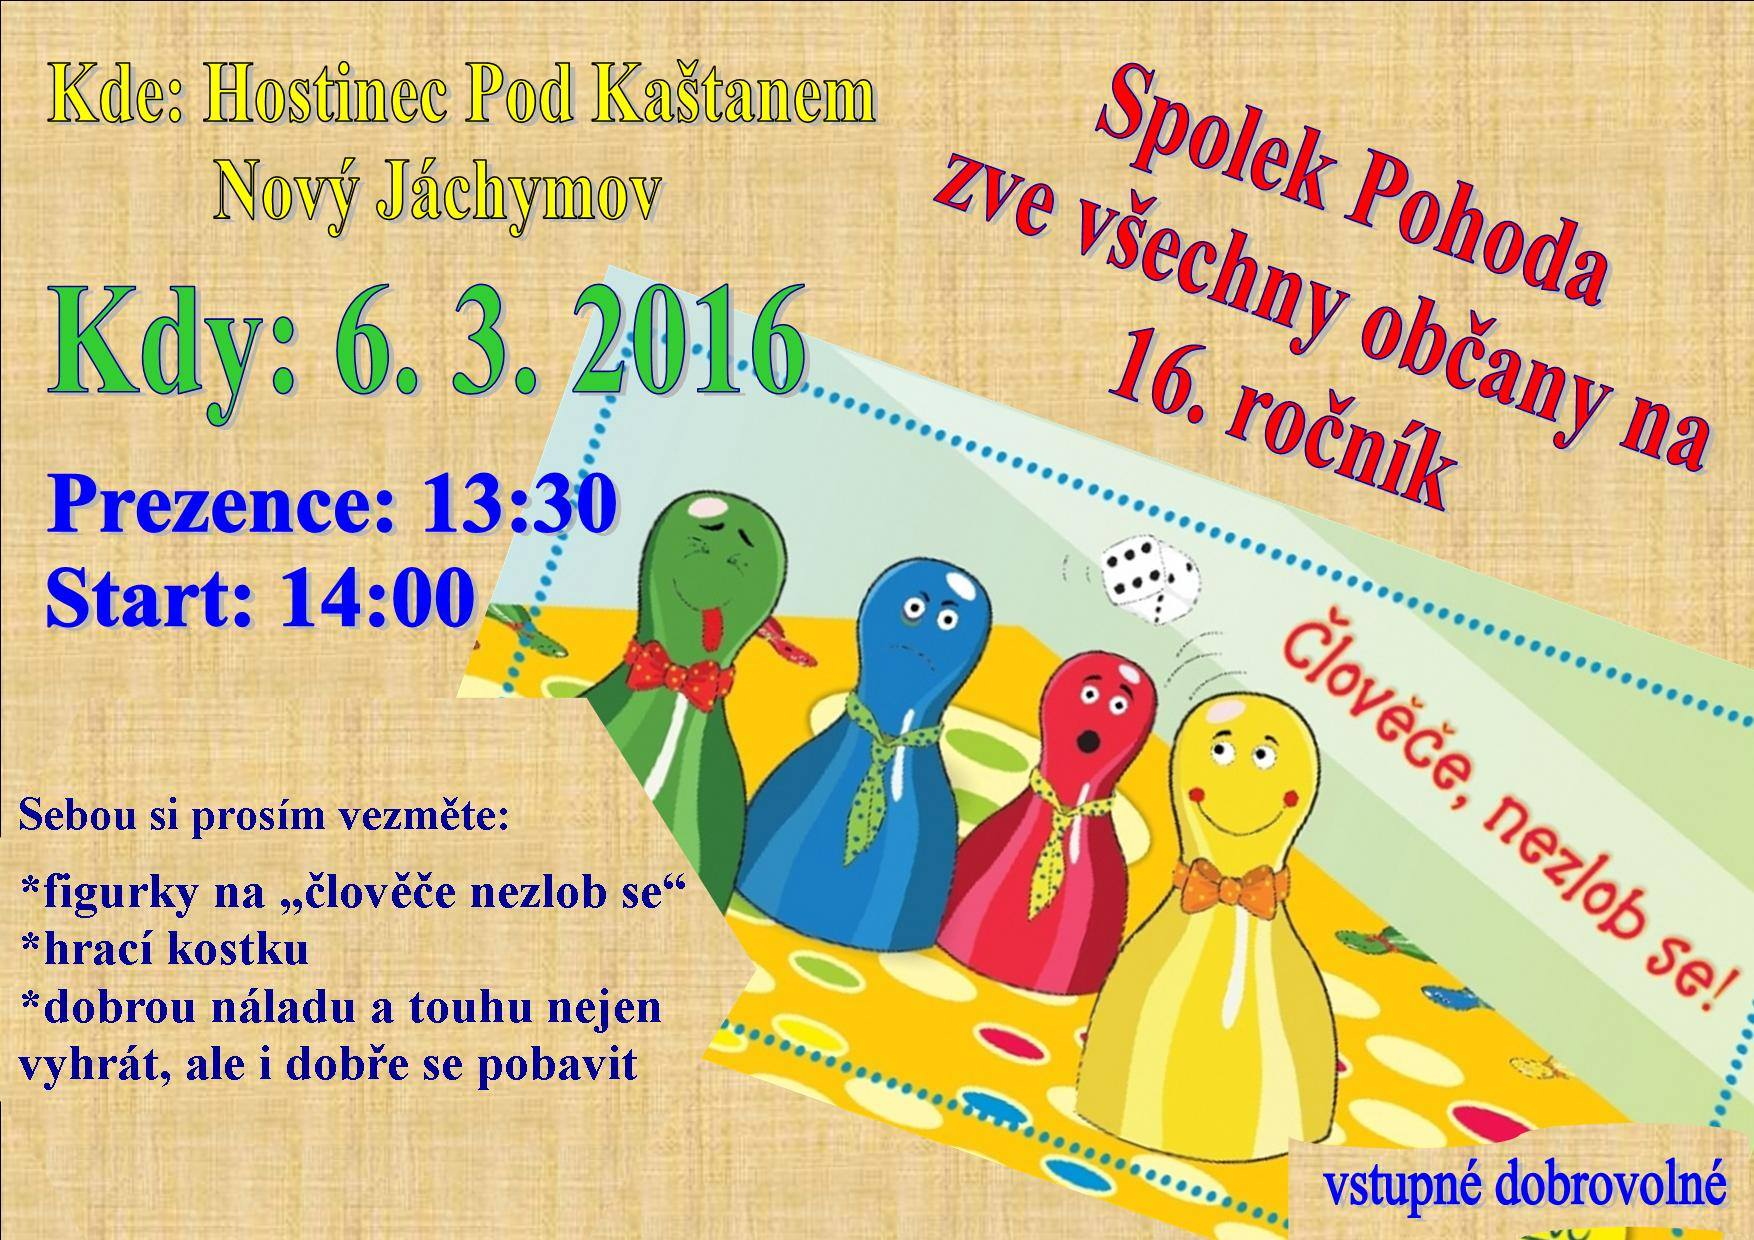 Kde: Hostinec Pod Kaštanem
Nový Jáchymov
Kdy: 6. 3. 2016
Prezence: 13:30
Start: 14:00
Spolek Pohoda
zve všechny občany na
16. ročník
Člověče, nezlob se!
Sebou si prosím vezměte:
*figurky na „člověče nezlob se“
*hrací kostku
*dobrou náladu a touhu nejen
vyhrát, ale i dobře se pobavit
vstupné dobrovolné